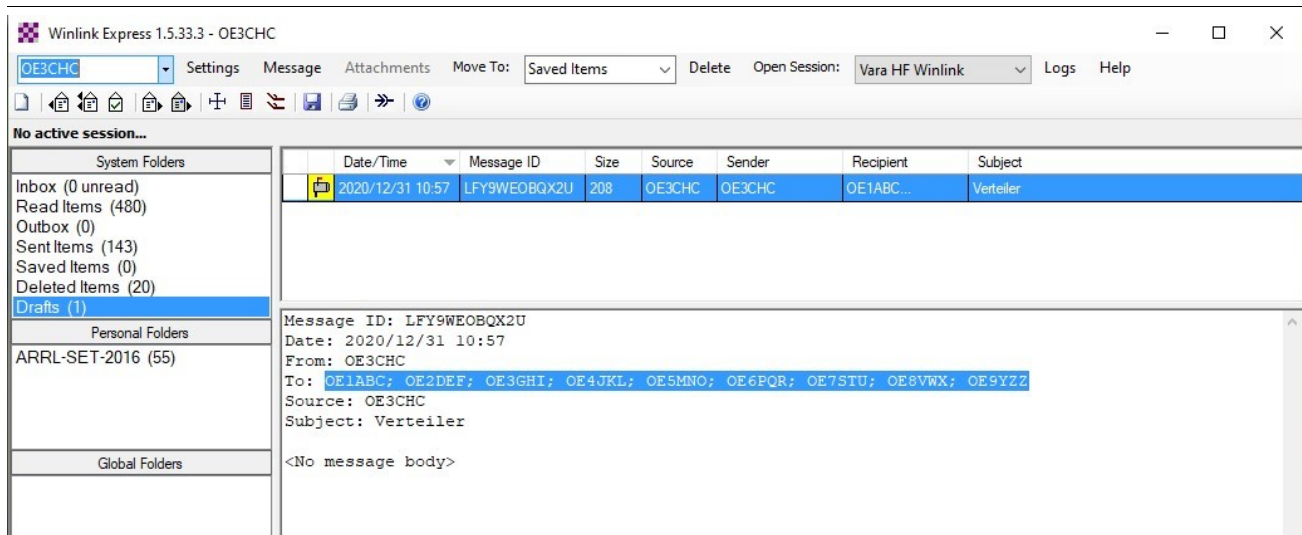 Winlink Express 1.5.33.3 - OE3CHC
OE3CHC Settings Message Attachments Move To: Saved Items Delete Open Session: Vara HF Winlink Logs Help
No active session...
System Folders
Inbox (0 unread)
Read Items (480)
Outbox (0)
Sent Items (143)
Saved Items (0)
Deleted Items (20)
Drafts (1)
Personal Folders
ARRL-SET-2016 (55)
Global Folders
Date/Time Message ID Size Source Sender Recipient Subject
2020/12/31 10:57 LFY9WEOBQX2U 208 OE3CHC OE3CHC OE1ABC... Verteiler
Message ID: LFY9WEOBQX2U
Date: 2020/12/31 10:57
From: OE3CHC
To: OE1ABC; OE2DEF; OE3GHI; OE4JKL; OE5MNO; OE6PQR; OE7STU; OE8VWX; OE9YZZ
Source: OE3CHC
Subject: Verteiler
<No message body>